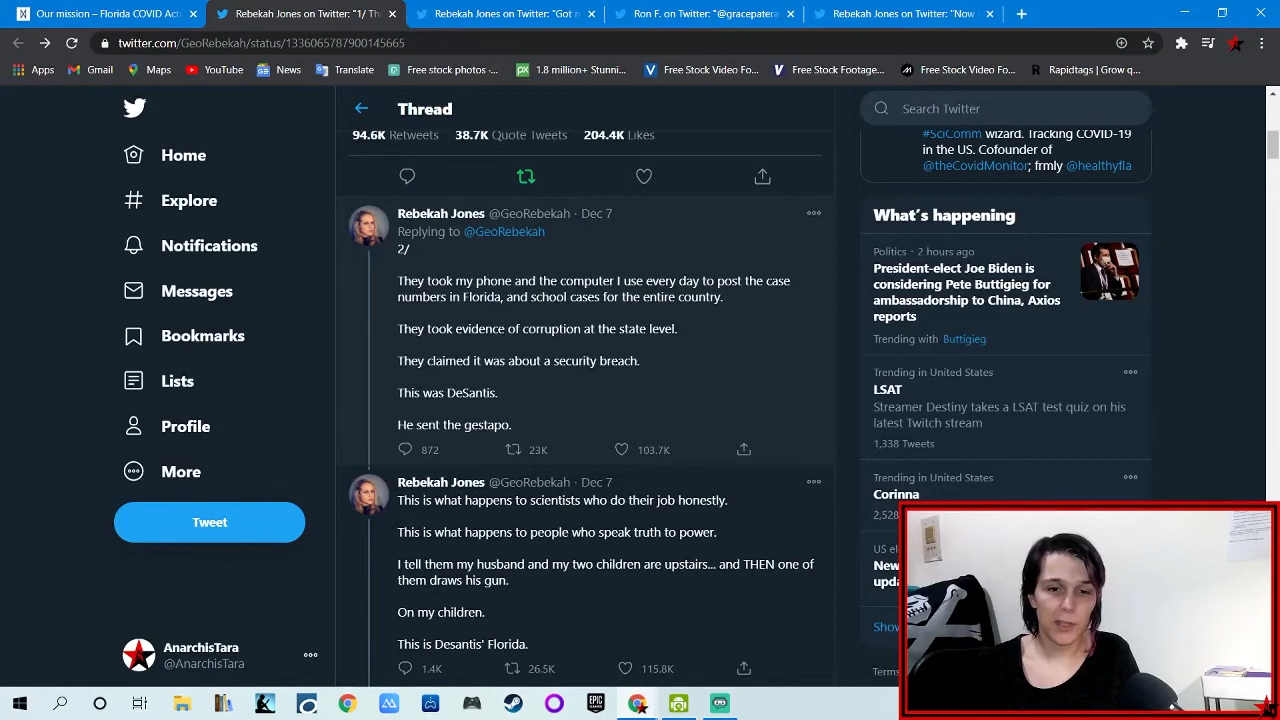 Our mission – Florida COVID Act
Rebekah Jones on Twitter: "1/ Th
Rebekah Jones on Twitter: "Got n
Ron F. on Twitter: "@gracepatera
Rebekah Jones on Twitter: "Now
twitter.com/GeoRebekah/status/1336065787900145665
Apps
Gmail
Maps
YouTube
News
Translate
Free stock photos -...
1.8 million+ Stunni...
Free Stock Video Fo...
Free Stock Footage...
Free Stock Video Fo...
Rapidtags | Grow q...
Home
Explore
Notifications
Messages
Bookmarks
Lists
Profile
More
Tweet
AnarchisTara
@AnarchisTara
Thread
94.6K Retweets 38.7K Quote Tweets 204.4K Likes
Rebekah Jones @GeoRebekah · Dec 7
Replying to @GeoRebekah
2/
They took my phone and the computer I use every day to post the case
numbers in Florida, and school cases for the entire country.
They took evidence of corruption at the state level.
They claimed it was about a security breach.
This was DeSantis.
He sent the gestapo.
872 23K 103.7K
Rebekah Jones @GeoRebekah · Dec 7
This is what happens to scientists who do their job honestly.
This is what happens to people who speak truth to power.
I tell them my husband and my two children are upstairs... and THEN one of
them draws his gun.
On my children.
This is Desantis' Florida.
1.4K 26.5K 115.8K
Search Twitter
#SciComm wizard. Tracking COVID-19
in the US. Cofounder of
@theCovidMonitor; frmly @healthyfla
What's happening
Politics · 2 hours ago
President-elect Joe Biden is
considering Pete Buttigieg for
ambassadorship to China, Axios
reports
Trending with Buttigieg
Trending in United States
LSAT
Streamer Destiny takes a LSAT test quiz on his
latest Twitch stream
1,338 Tweets
Trending in United States
Corinna
2,528
US el
New
upda
Show
Terms